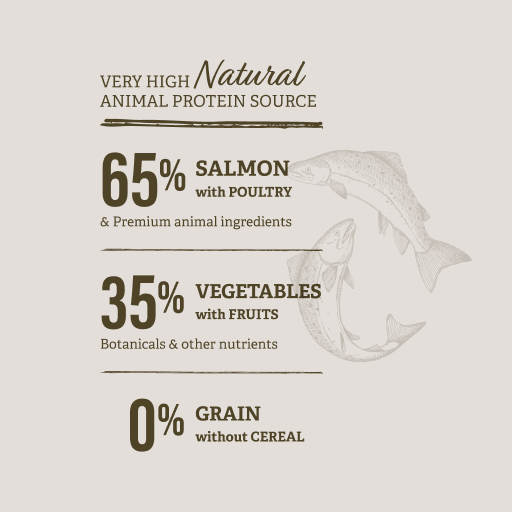 VERY HIGH Natural
ANIMAL PROTEIN SOURCE
65% SALMON
with POULTRY
& Premium animal ingredients
35% VEGETABLES
with FRUITS
Botanicals & other nutrients
0% GRAIN
without CEREAL